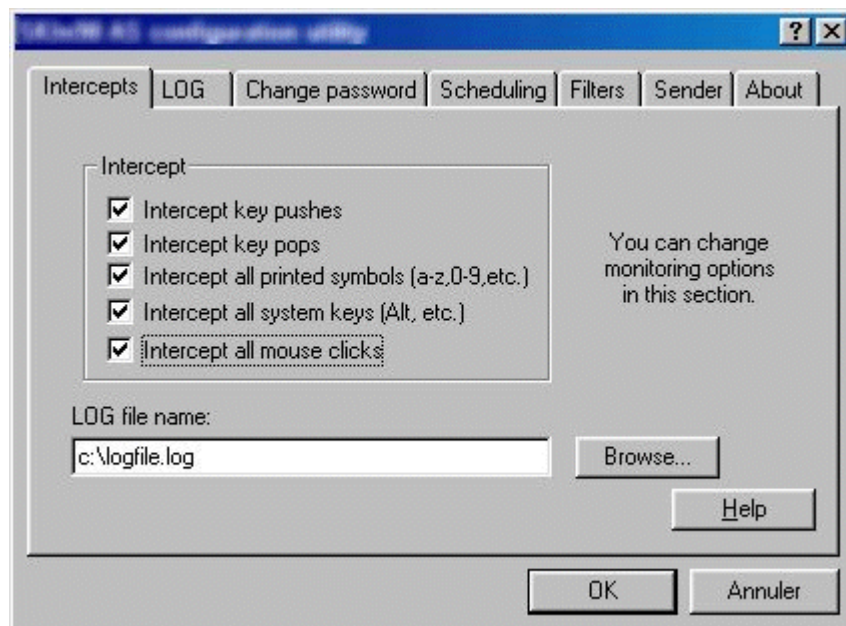 configuration utility
Intercepts LOG Change password Scheduling Filters Sender About
Intercept
Intercept key pushes
Intercept key pops
Intercept all printed symbols (a-z,0-9,etc.)
Intercept all system keys (Alt, etc.)
Intercept all mouse clicks
You can change
monitoring options
in this section.
LOG file name:
c:\logfile.log
Browse...
Help
OK Annuler